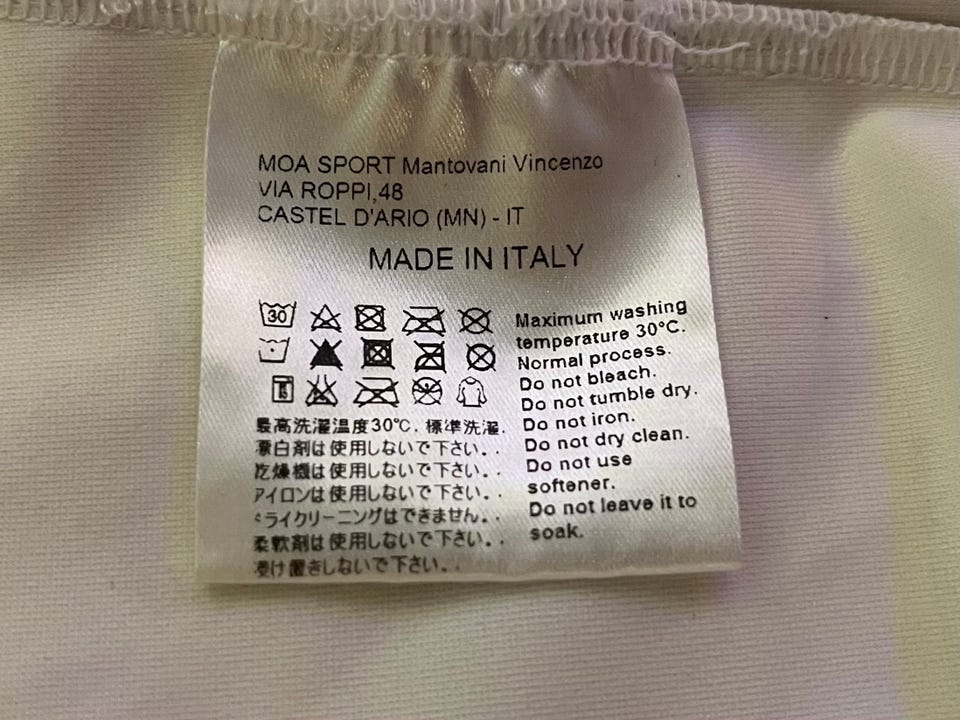 MOA SPORT Mantovani Vincenzo
VIA ROPPI,48
CASTEL D'ARIO (MN) - IT
MADE IN ITALY
30
Maximum washing
temperature 30°C.
Normal process.
Do not bleach.
Do not tumble dry.
Do not iron.
Do not dry clean.
Do not use
softener.
Do not leave it to
soak.
最高洗濯温度30℃. 標準洗濯.
漂白剤は使用しないで下さい. .
乾燥機は使用しないで下さい. .
アイロンは使用しないで下さい. .
ドライクリーニングはできません. .
柔軟剤は使用しないで下さい. .
浸け置きしないで下さい. .